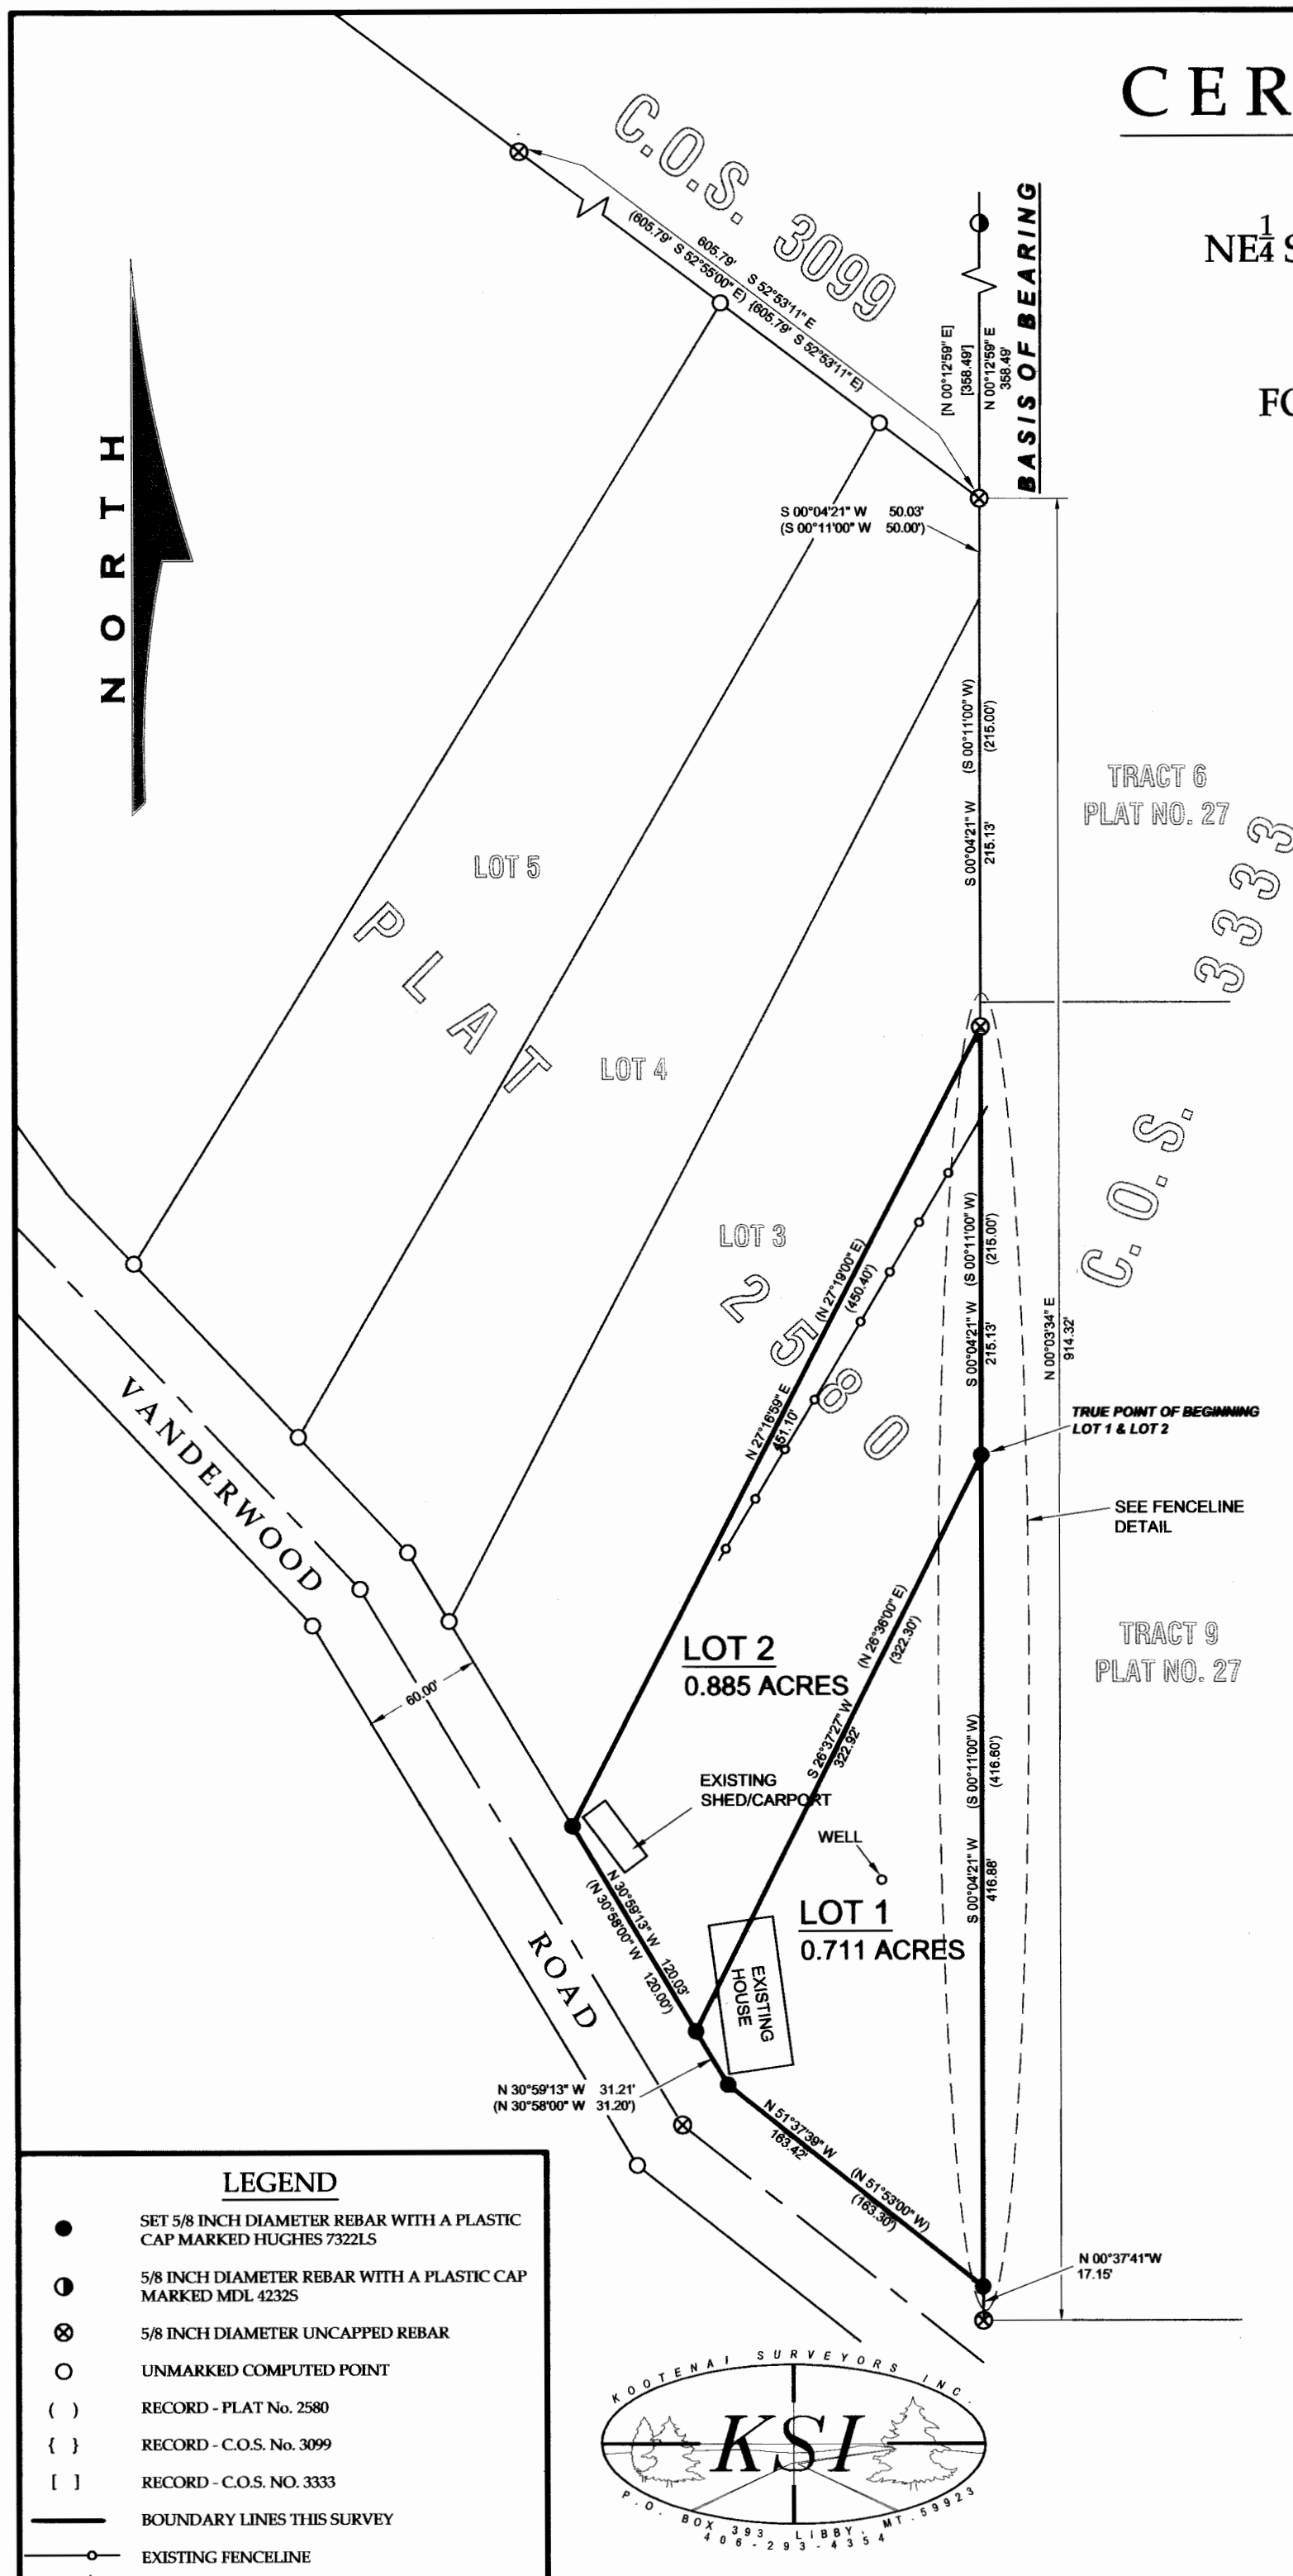 CER
NE1/4 S
FO
C.O.S. 3099
605.79' S 52°53'11" E
(605.79' S 52°55'00" E) {605.79' S 52°53'11" E}
[N 00°12'59" E]
[358.49']
N 00°12'59" E
358.49'
BASIS OF BEARING
NORTH
S 00°04'21" W 50.03'
(S 00°11'00" W 50.00')
S 00°04'21" W (S 00°11'00" W)
215.13' (215.00')
TRACT 6
PLAT NO. 27
C.O.S. 3333
LOT 5
PLAT 2580
LOT 4
LOT 3
N 27°16'59" E (N 27°19'00" E)
451.10' (450.40')
S 00°04'21" W (S 00°11'00" W)
215.13' (215.00')
N 00°03'34" E
914.32'
TRUE POINT OF BEGINNING
LOT 1 & LOT 2
SEE FENCELINE
DETAIL
VANDERWOOD ROAD
TRACT 9
PLAT NO. 27
60.00'
LOT 2
0.885 ACRES
S 26°37'27" W (N 26°36'00" E)
322.92' (322.30')
S 00°04'21" W (S 00°11'00" W)
416.88' (416.60')
EXISTING
SHED/CARPORT
WELL
LOT 1
0.711 ACRES
N 30°59'13" W 120.03'
(N 30°58'00" W 120.00')
EXISTING
HOUSE
N 30°59'13" W 31.21'
(N 30°58'00" W 31.20')
N 51°37'39" W (N 51°53'00" W)
163.42' (163.30')
N 00°37'41"W
17.15'
LEGEND
SET 5/8 INCH DIAMETER REBAR WITH A PLASTIC
CAP MARKED HUGHES 7322LS
5/8 INCH DIAMETER REBAR WITH A PLASTIC CAP
MARKED MDL 4232S
5/8 INCH DIAMETER UNCAPPED REBAR
UNMARKED COMPUTED POINT
( ) RECORD - PLAT No. 2580
{ } RECORD - C.O.S. No. 3099
[ ] RECORD - C.O.S. NO. 3333
BOUNDARY LINES THIS SURVEY
EXISTING FENCELINE
KOOTENAI SURVEYORS INC.
KSI
P.O. BOX 393 LIBBY, MT. 59923
406-293-4354